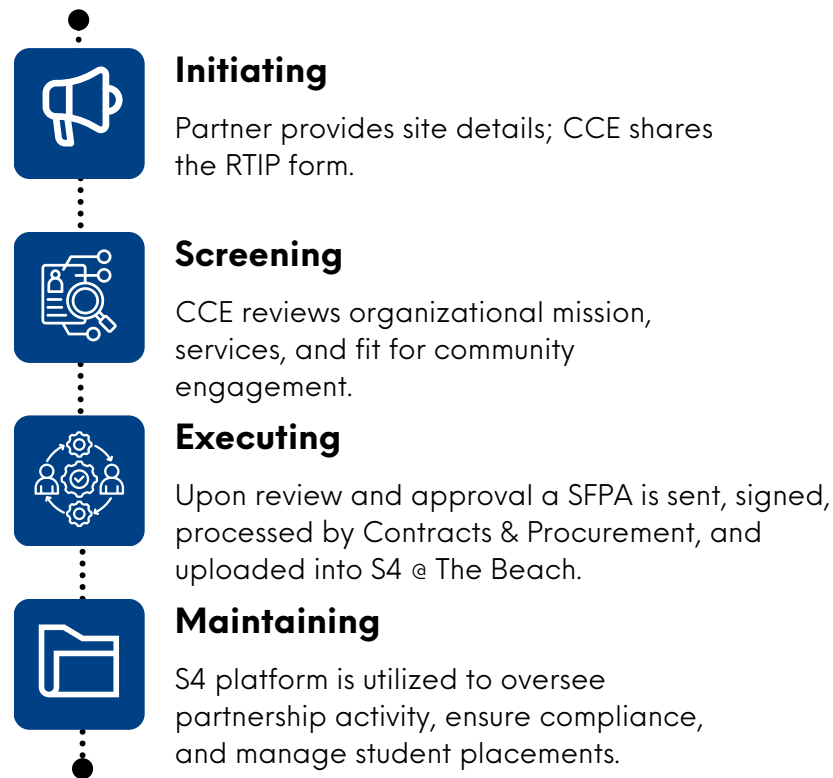 Initiating
Partner provides site details; CCE shares
the RTIP form.
Screening
CCE reviews organizational mission,
services, and fit for community
engagement.
Executing
Upon review and approval a SFPA is sent, signed,
processed by Contracts & Procurement, and
uploaded into S4 @ The Beach.
Maintaining
S4 platform is utilized to oversee
partnership activity, ensure compliance,
and manage student placements.